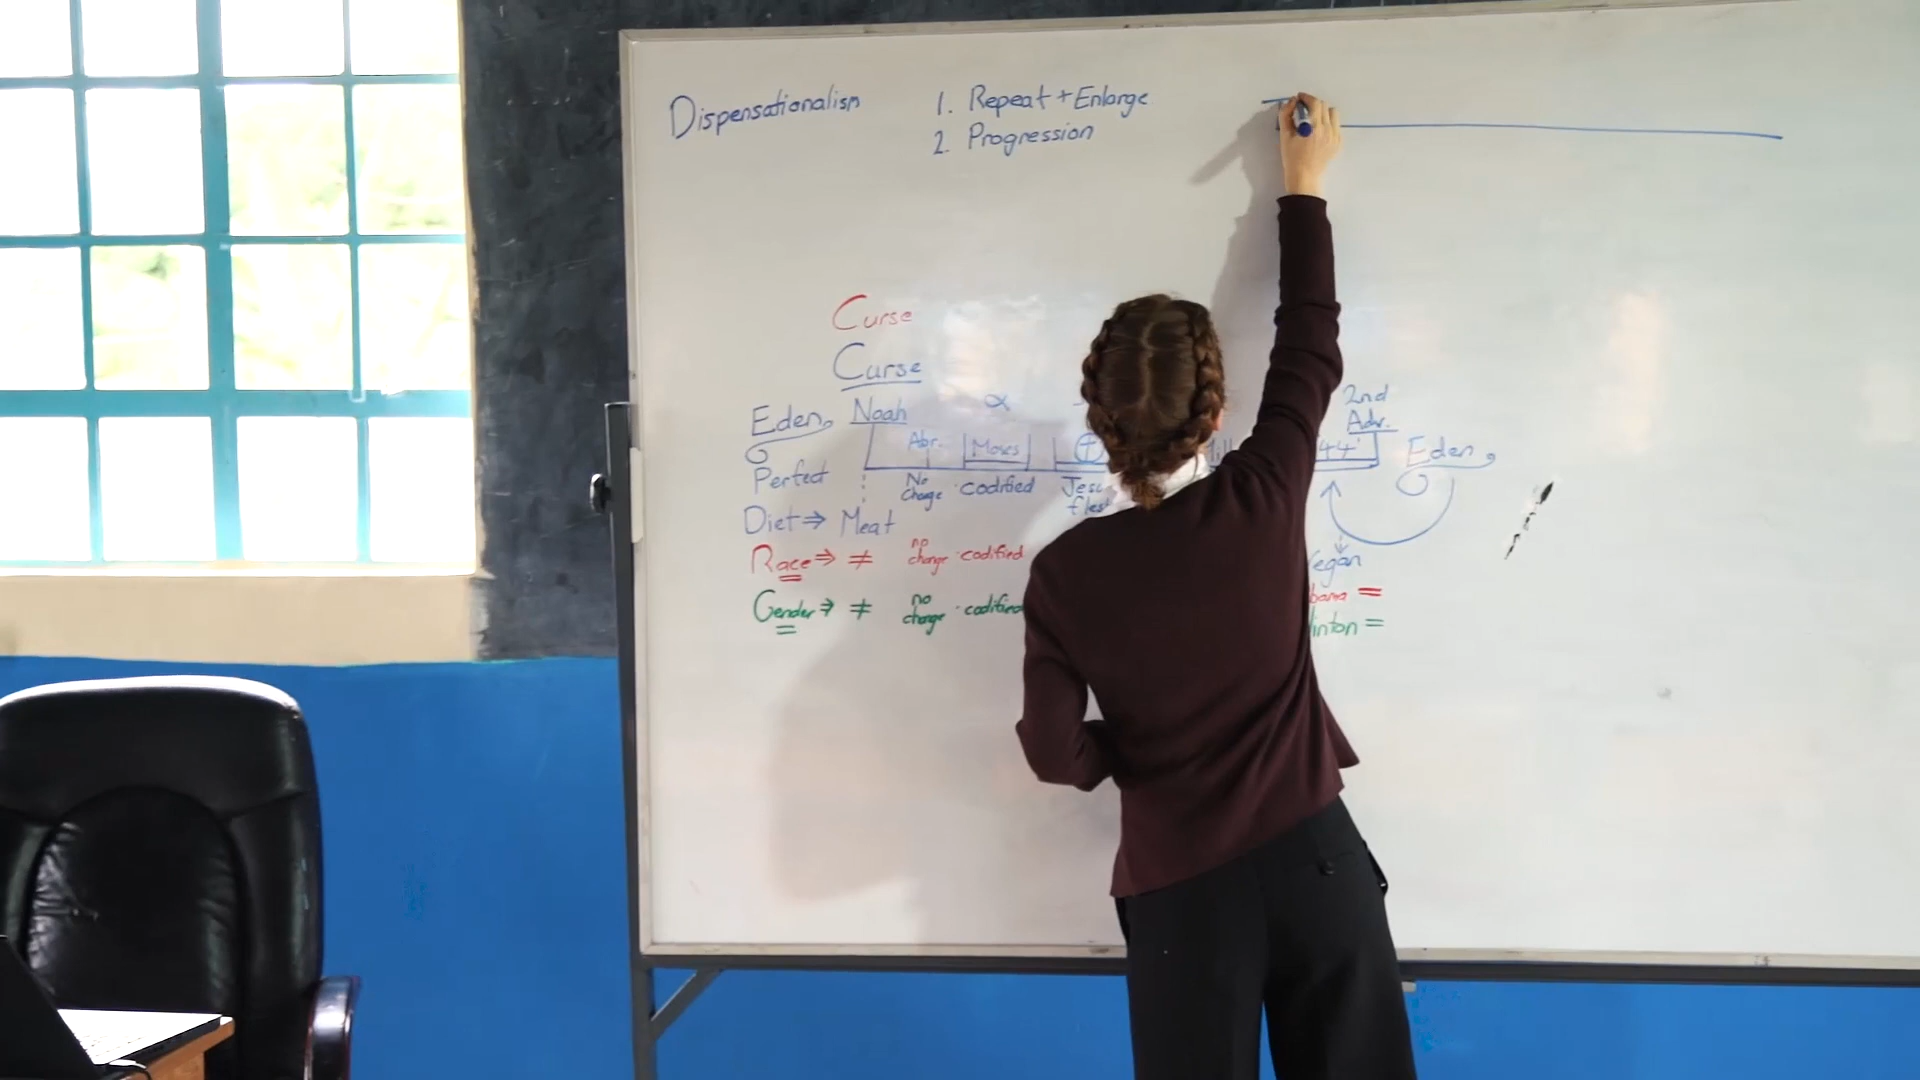 Dispensationalism
1. Repeat + Enlarge
2. Progression
Curse
Curse
Eden Noah α 2nd Adv.
Abr. Moses 44' Eden
Perfect No change · codified
Diet ⇒ Meat
Race ⇒ ≠ no change · codified =
Gender ⇒ ≠ no change · codified =